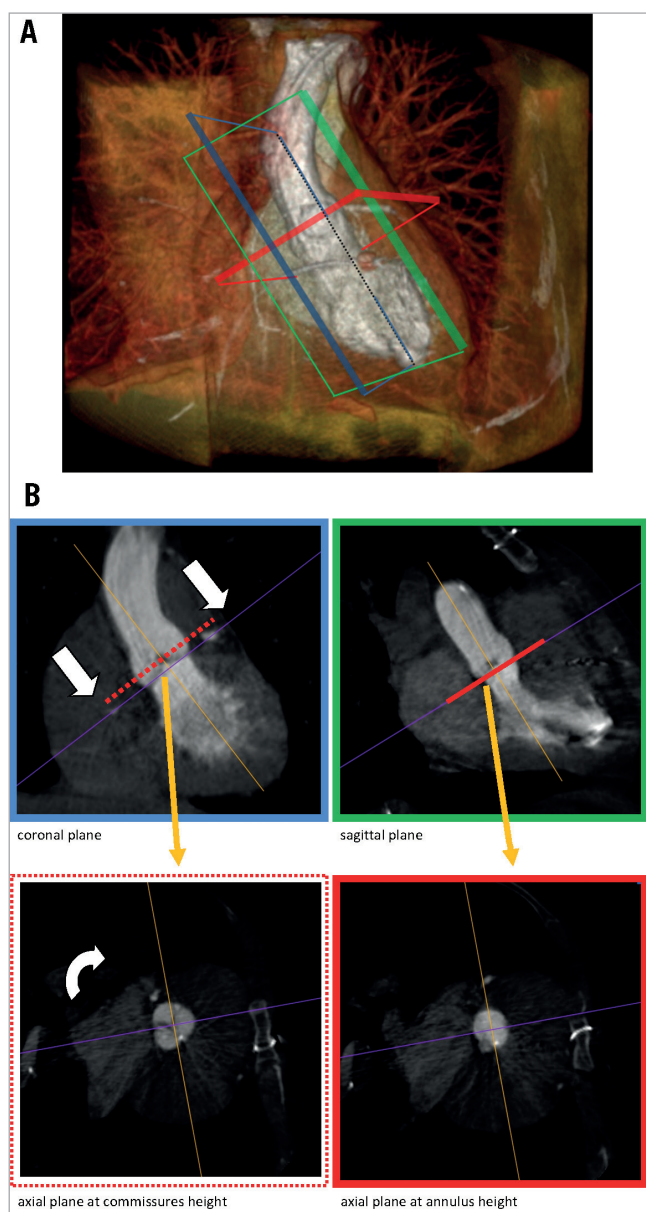 A
B
coronal plane
sagittal plane
axial plane at commissures height
axial plane at annulus height